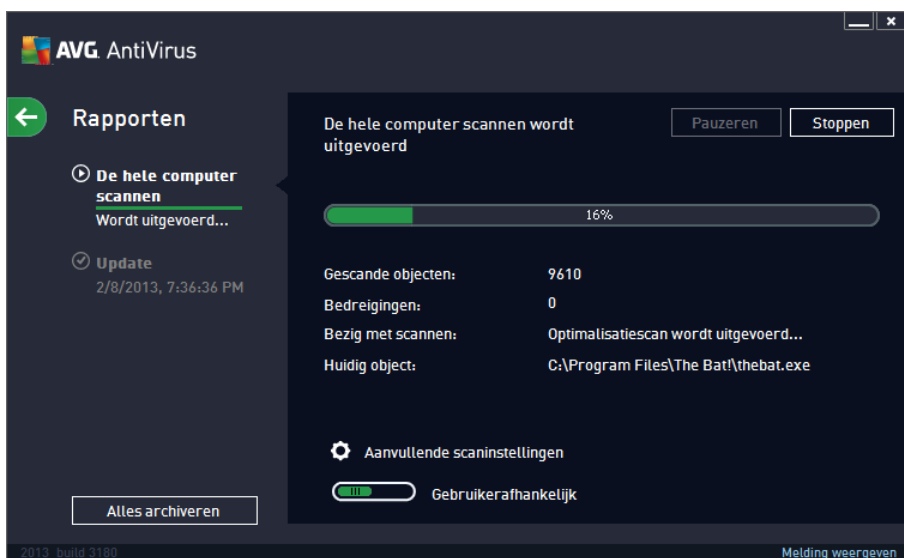 AVG AntiVirus
Rapporten
De hele computer
scannen
Wordt uitgevoerd...
Update
2/8/2013, 7:36:36 PM
Alles archiveren
De hele computer scannen wordt
uitgevoerd
Pauzeren
Stoppen
16%
Gescande objecten: 9610
Bedreigingen: 0
Bezig met scannen: Optimalisatiescan wordt uitgevoerd...
Huidig object: C:\Program Files\The Bat!\thebat.exe
Aanvullende scaninstellingen
Gebruikerafhankelijk
2013 build 3180
Melding weergeven